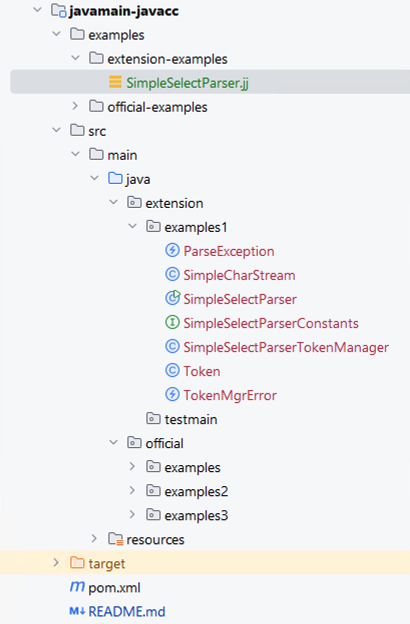 javamain-javacc
examples
extension-examples
SimpleSelectParser.jj
official-examples
src
main
java
extension
examples1
ParseException
SimpleCharStream
SimpleSelectParser
SimpleSelectParserConstants
SimpleSelectParserTokenManager
Token
TokenMgrError
testmain
official
examples
examples2
examples3
resources
target
m pom.xml
M↓ README.md